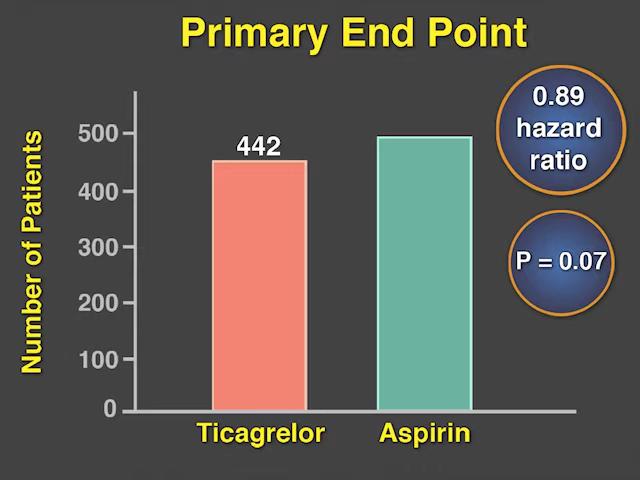 Primary End Point
Number of Patients
500
400
300
200
100
0
442
Ticagrelor
Aspirin
0.89
hazard
ratio
P = 0.07